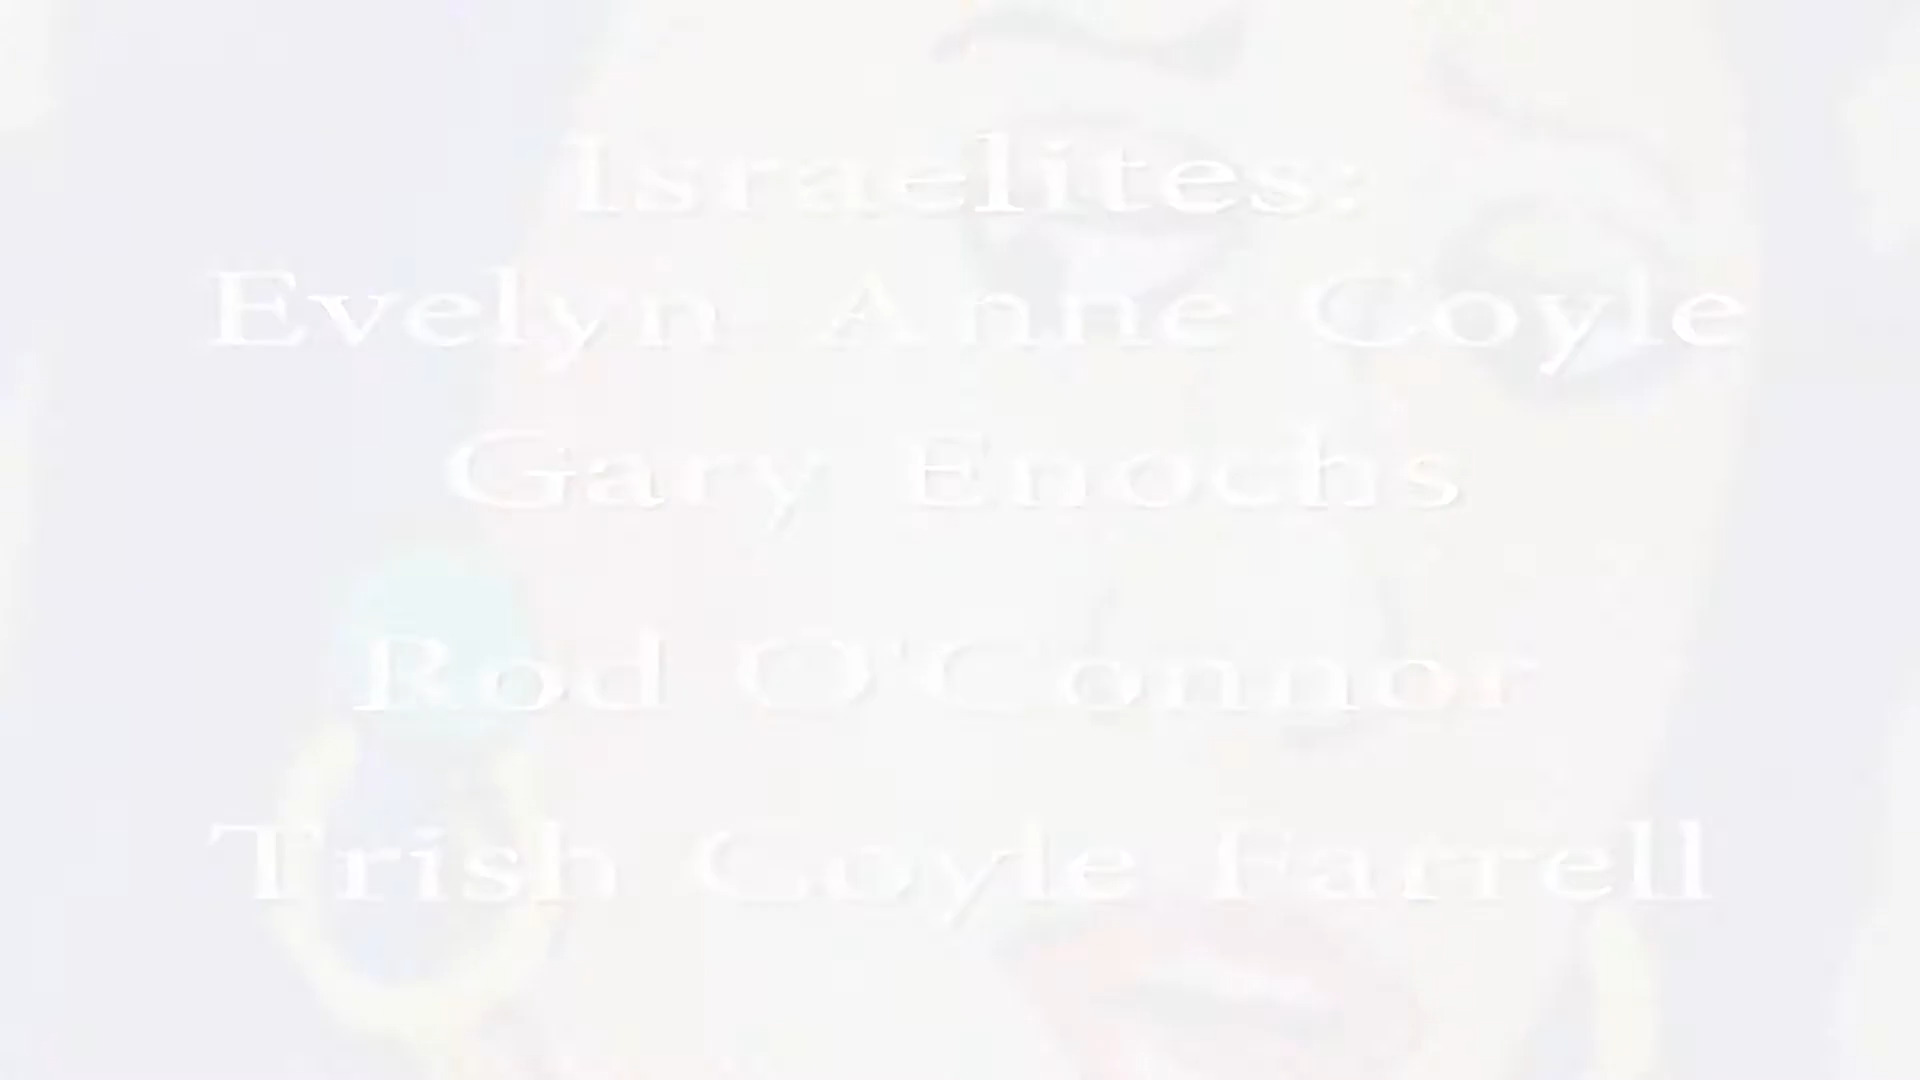 Israelites:
Evelyn Anne Coyle
Gary Enochs
Rod O'Connor
Trish Coyle Farrell